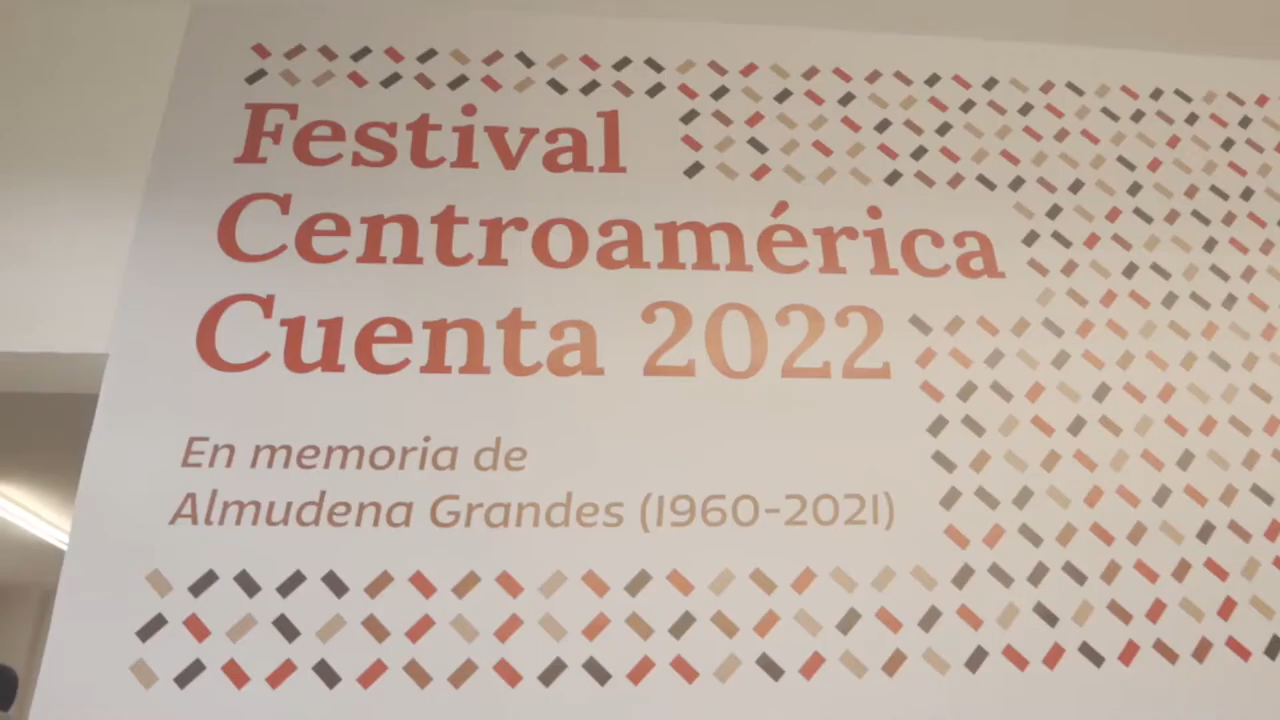 Festival
Centroamérica
Cuenta 2022
En memoria de
Almudena Grandes (1960-2021)